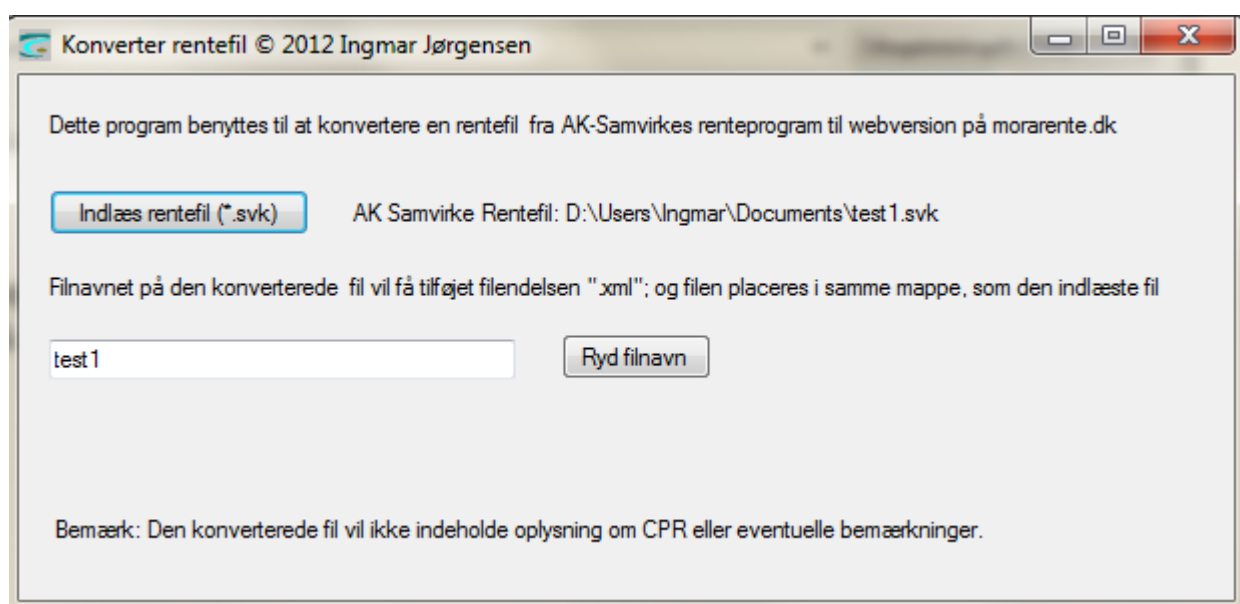 Konverter rentefil © 2012 Ingmar Jørgensen
Dette program benyttes til at konvertere en rentefil fra AK-Samvirkes renteprogram til webversion på morarente.dk
Indlæs rentefil (*.svk) AK Samvirke Rentefil: D:\Users\Ingmar\Documents\test1.svk
Filnavnet på den konverterede fil vil få tilføjet filendelsen ".xml"; og filen placeres i samme mappe, som den indlæste fil
test1 Ryd filnavn
Bemærk: Den konverterede fil vil ikke indeholde oplysning om CPR eller eventuelle bemærkninger.